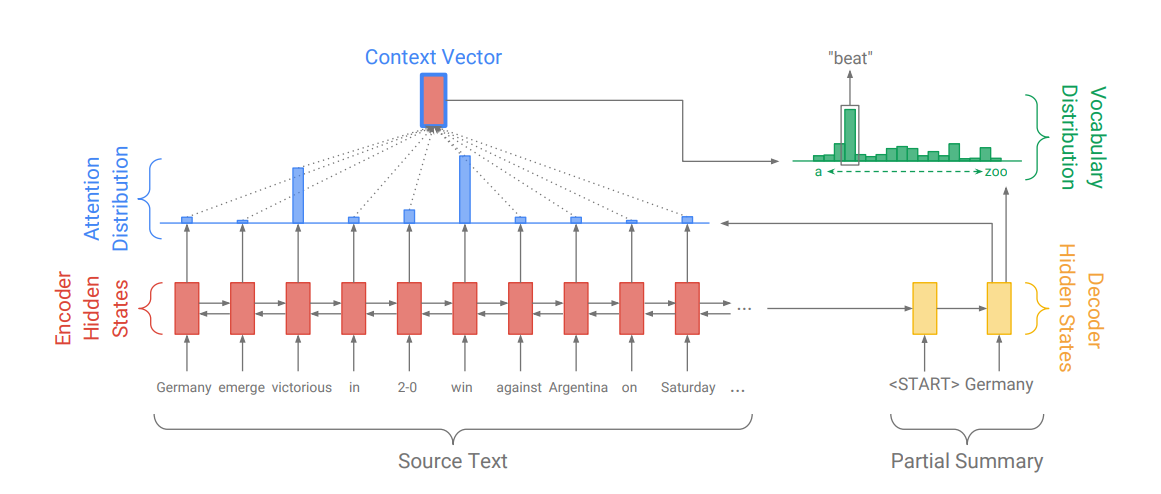 Context Vector
"beat"
Attention
Distribution
a
zoo
Vocabulary
Distribution
Encoder
Hidden
States
...
Decoder
Hidden States
Germany emerge victorious in 2-0 win against Argentina on Saturday ...
<START> Germany
Source Text
Partial Summary